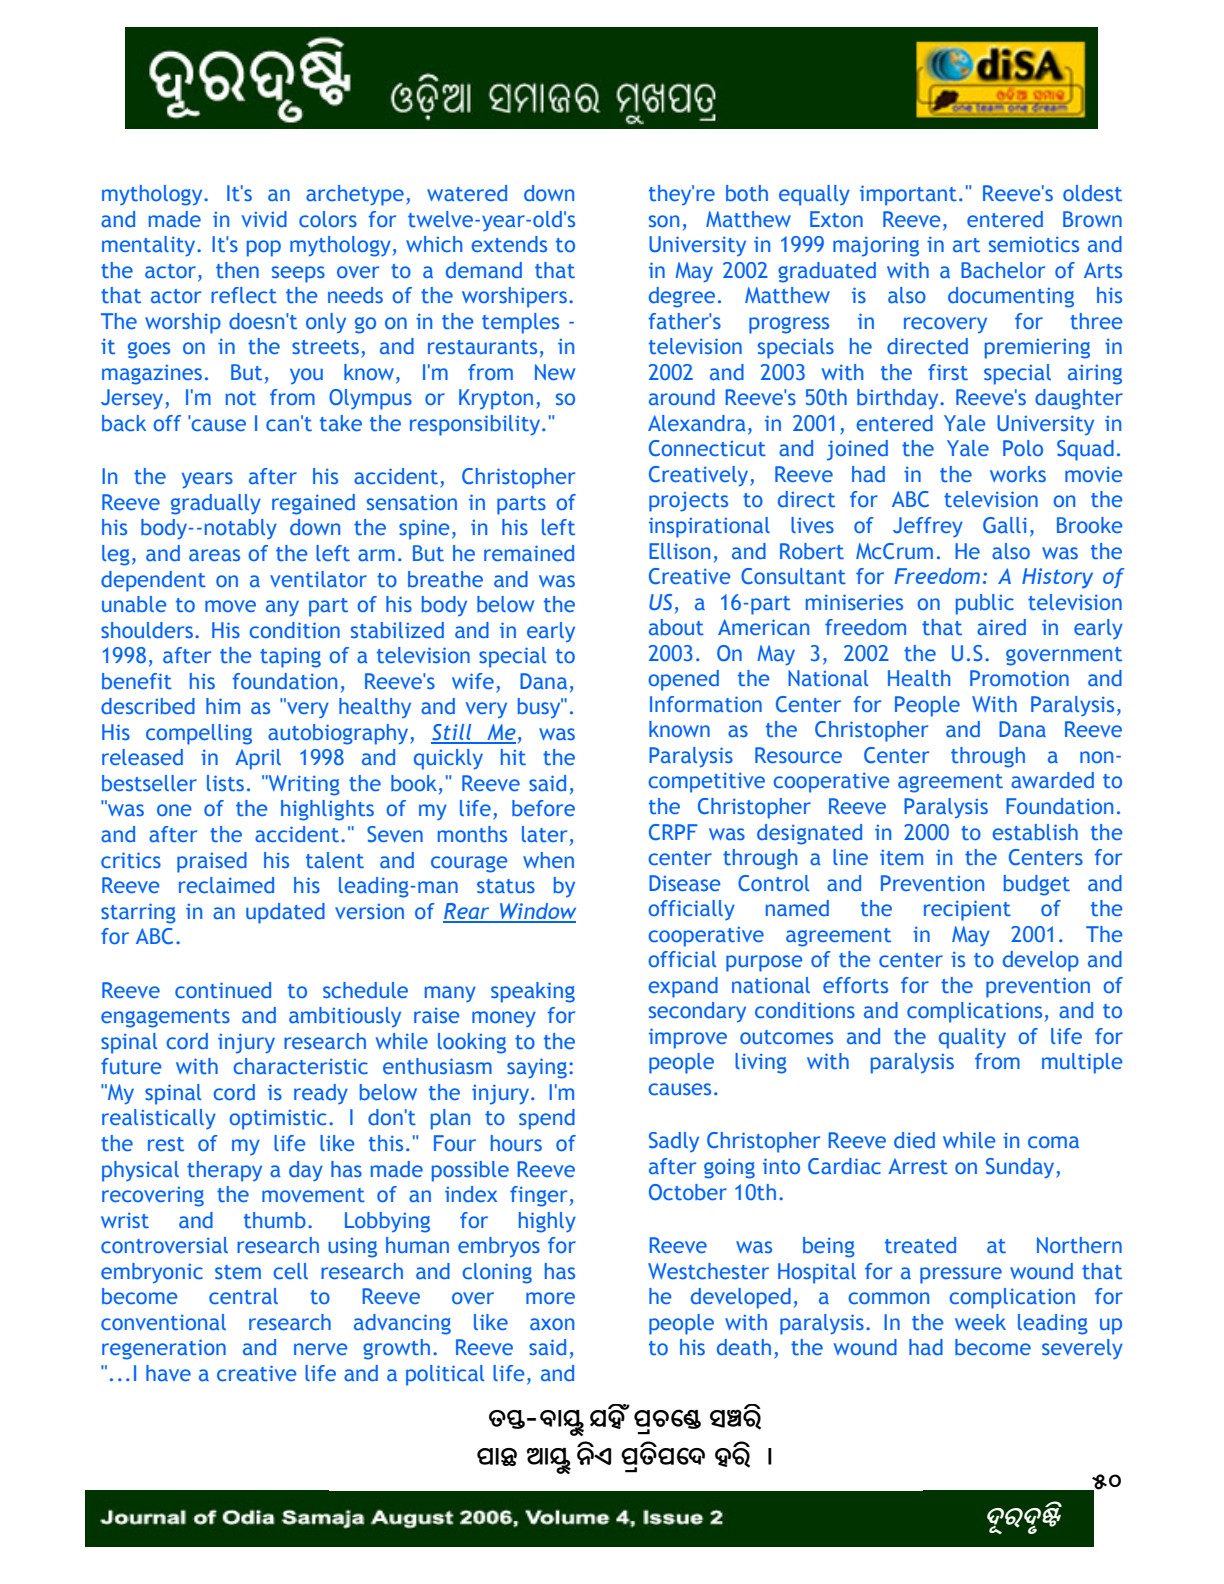 ଦୂରଦୃଷ୍ଟି
ଓଡ଼ିଆ ସମାଜର ମୁଖପତ୍ର
diSA
ଓଡ଼ିଆ ସମାଜ
one team one dream
mythology. It's an archetype, watered down
and made in vivid colors for twelve-year-old's
mentality. It's pop mythology, which extends to
the actor, then seeps over to a demand that
that actor reflect the needs of the worshipers.
The worship doesn't only go on in the temples -
it goes on in the streets, and restaurants, in
magazines. But, you know, I'm from New
Jersey, I'm not from Olympus or Krypton, so
back off 'cause I can't take the responsibility."
In the years after his accident, Christopher
Reeve gradually regained sensation in parts of
his body--notably down the spine, in his left
leg, and areas of the left arm. But he remained
dependent on a ventilator to breathe and was
unable to move any part of his body below the
shoulders. His condition stabilized and in early
1998, after the taping of a television special to
benefit his foundation, Reeve's wife, Dana,
described him as "very healthy and very busy".
His compelling autobiography, Still Me, was
released in April 1998 and quickly hit the
bestseller lists. "Writing the book," Reeve said,
"was one of the highlights of my life, before
and after the accident." Seven months later,
critics praised his talent and courage when
Reeve reclaimed his leading-man status by
starring in an updated version of Rear Window
for ABC.
Reeve continued to schedule many speaking
engagements and ambitiously raise money for
spinal cord injury research while looking to the
future with characteristic enthusiasm saying:
"My spinal cord is ready below the injury. I'm
realistically optimistic. I don't plan to spend
the rest of my life like this." Four hours of
physical therapy a day has made possible Reeve
recovering the movement of an index finger,
wrist and thumb. Lobbying for highly
controversial research using human embryos for
embryonic stem cell research and cloning has
become central to Reeve over more
conventional research advancing like axon
regeneration and nerve growth. Reeve said,
"...I have a creative life and a political life, and
they're both equally important." Reeve's oldest
son, Matthew Exton Reeve, entered Brown
University in 1999 majoring in art semiotics and
in May 2002 graduated with a Bachelor of Arts
degree. Matthew is also documenting his
father's progress in recovery for three
television specials he directed premiering in
2002 and 2003 with the first special airing
around Reeve's 50th birthday. Reeve's daughter
Alexandra, in 2001, entered Yale University in
Connecticut and joined the Yale Polo Squad.
Creatively, Reeve had in the works movie
projects to direct for ABC television on the
inspirational lives of Jeffrey Galli, Brooke
Ellison, and Robert McCrum. He also was the
Creative Consultant for Freedom: A History of
US, a 16-part miniseries on public television
about American freedom that aired in early
2003. On May 3, 2002 the U.S. government
opened the National Health Promotion and
Information Center for People With Paralysis,
known as the Christopher and Dana Reeve
Paralysis Resource Center through a non-
competitive cooperative agreement awarded to
the Christopher Reeve Paralysis Foundation.
CRPF was designated in 2000 to establish the
center through a line item in the Centers for
Disease Control and Prevention budget and
officially named the recipient of the
cooperative agreement in May 2001. The
official purpose of the center is to develop and
expand national efforts for the prevention of
secondary conditions and complications, and to
improve outcomes and the quality of life for
people living with paralysis from multiple
causes.
Sadly Christopher Reeve died while in coma
after going into Cardiac Arrest on Sunday,
October 10th.
Reeve was being treated at Northern
Westchester Hospital for a pressure wound that
he developed, a common complication for
people with paralysis. In the week leading up
to his death, the wound had become severely
ତପ୍ତ-ବାୟୁ ଯହିଁ ପ୍ରଚଣ୍ଡେ ସଞ୍ଚରି
ପାନ୍ଥ ଆୟୁ ନିଏ ପ୍ରତିପଦେ ହରି ।
୫୦
Journal of Odia Samaja August 2006, Volume 4, Issue 2
ଦୂରଦୃଷ୍ଟି